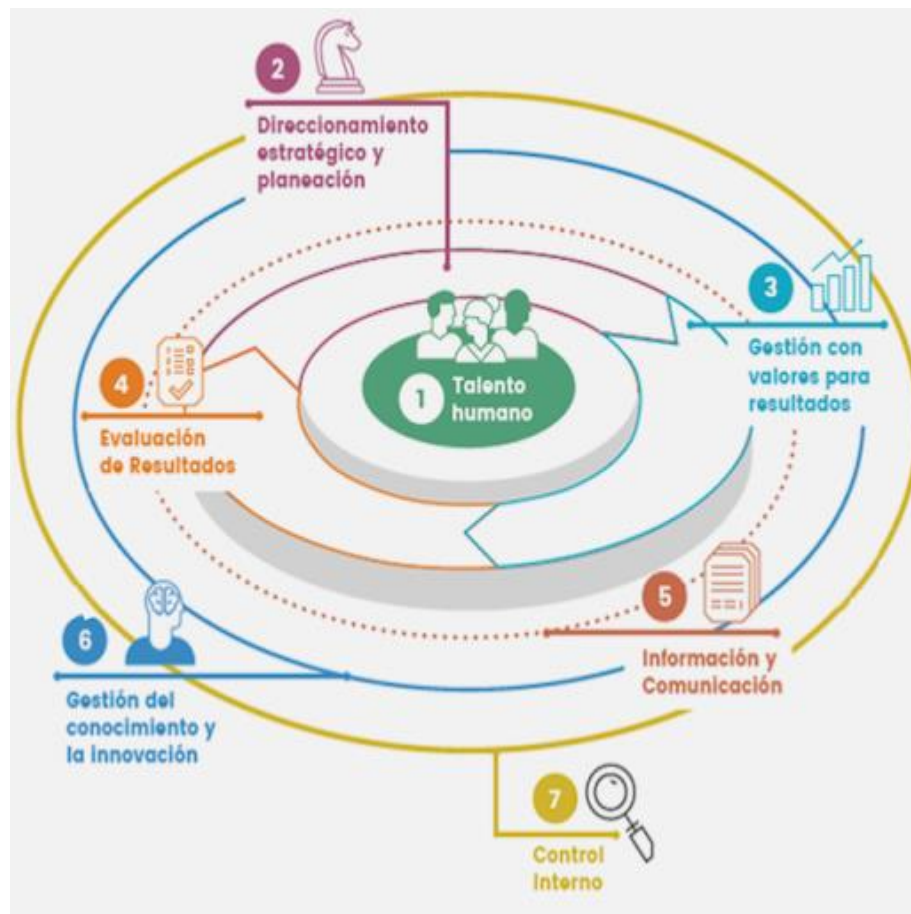 2
Direccionamiento
estratégico y
planeación
3
Gestión con
valores para
resultados
1
Talento
humano
4
Evaluación
de Resultados
5
Información y
Comunicación
6
Gestión del
conocimiento y
la innovación
7
Control
Interno